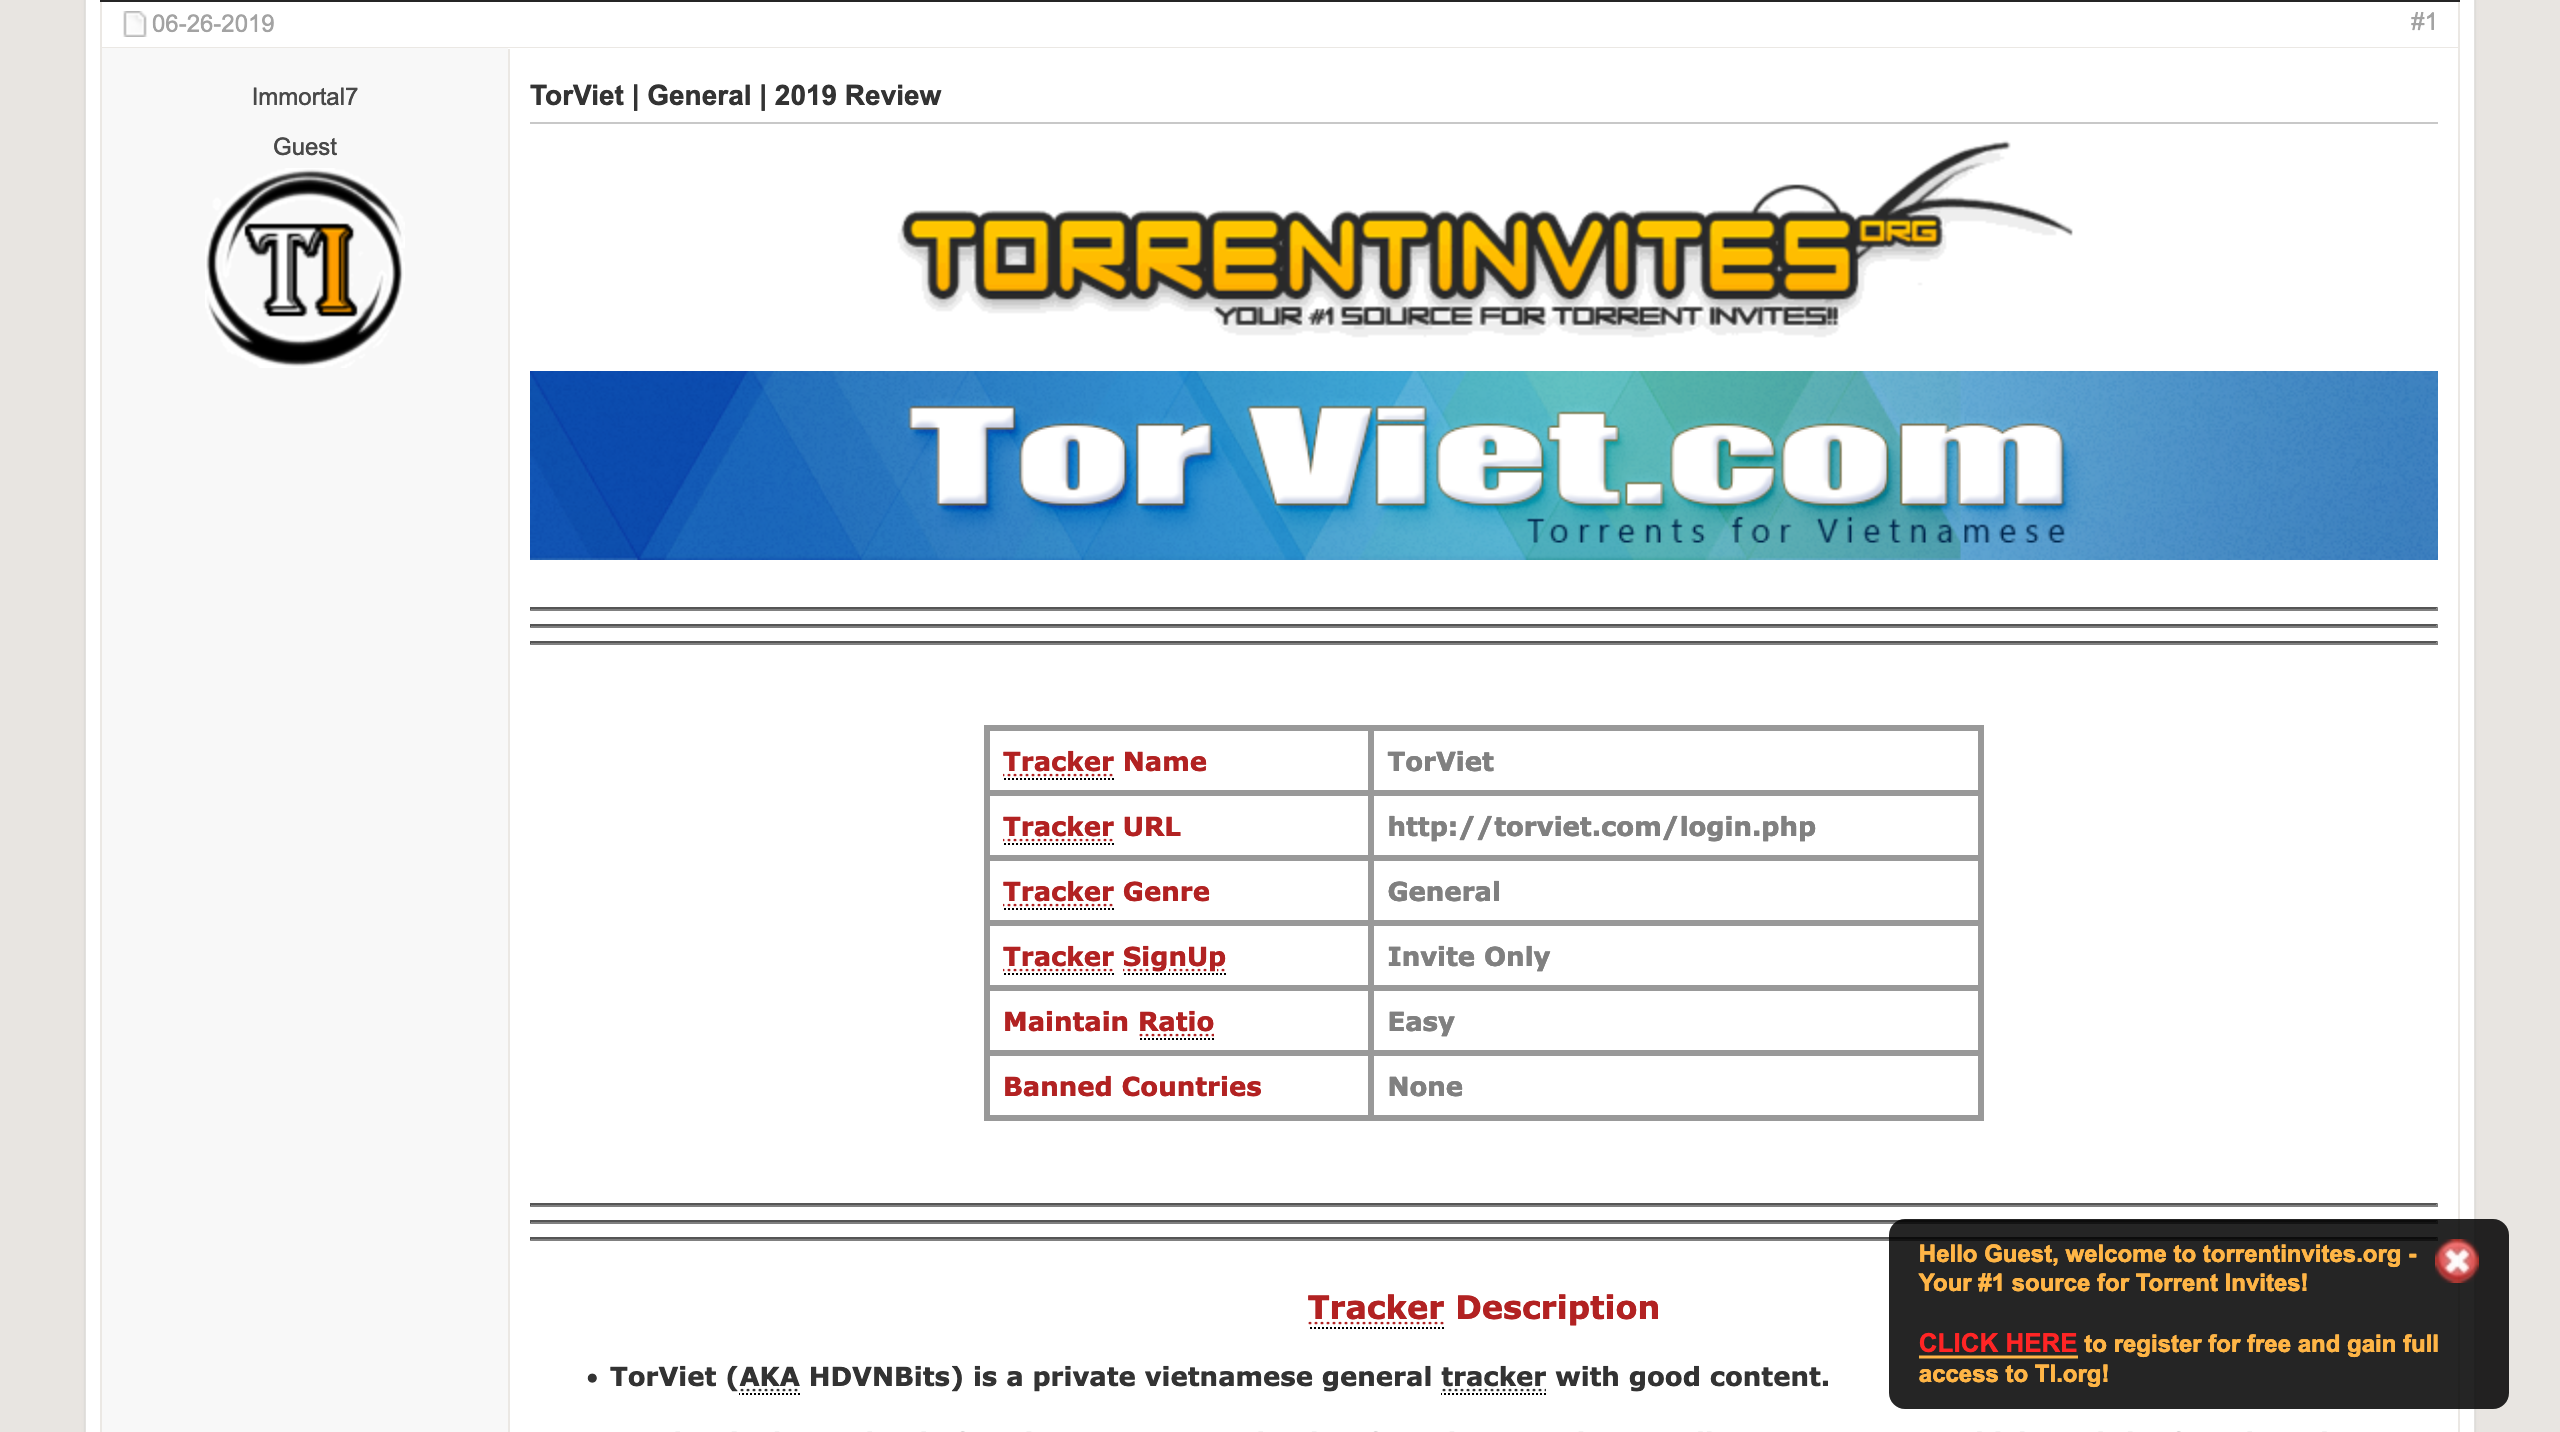 06-26-2019
#1
Immortal7
Guest
TI
TorViet | General | 2019 Review
TORRENTINVITES ORG
YOUR #1 SOURCE FOR TORRENT INVITES!!
Tor Viet.com
Torrents for Vietnamese
Tracker Name TorViet
Tracker URL http://torviet.com/login.php
Tracker Genre General
Tracker SignUp Invite Only
Maintain Ratio Easy
Banned Countries None
Tracker Description
• TorViet (AKA HDVNBits) is a private vietnamese general tracker with good content.
Hello Guest, welcome to torrentinvites.org -
Your #1 source for Torrent Invites!
CLICK HERE to register for free and gain full
access to TI.org!